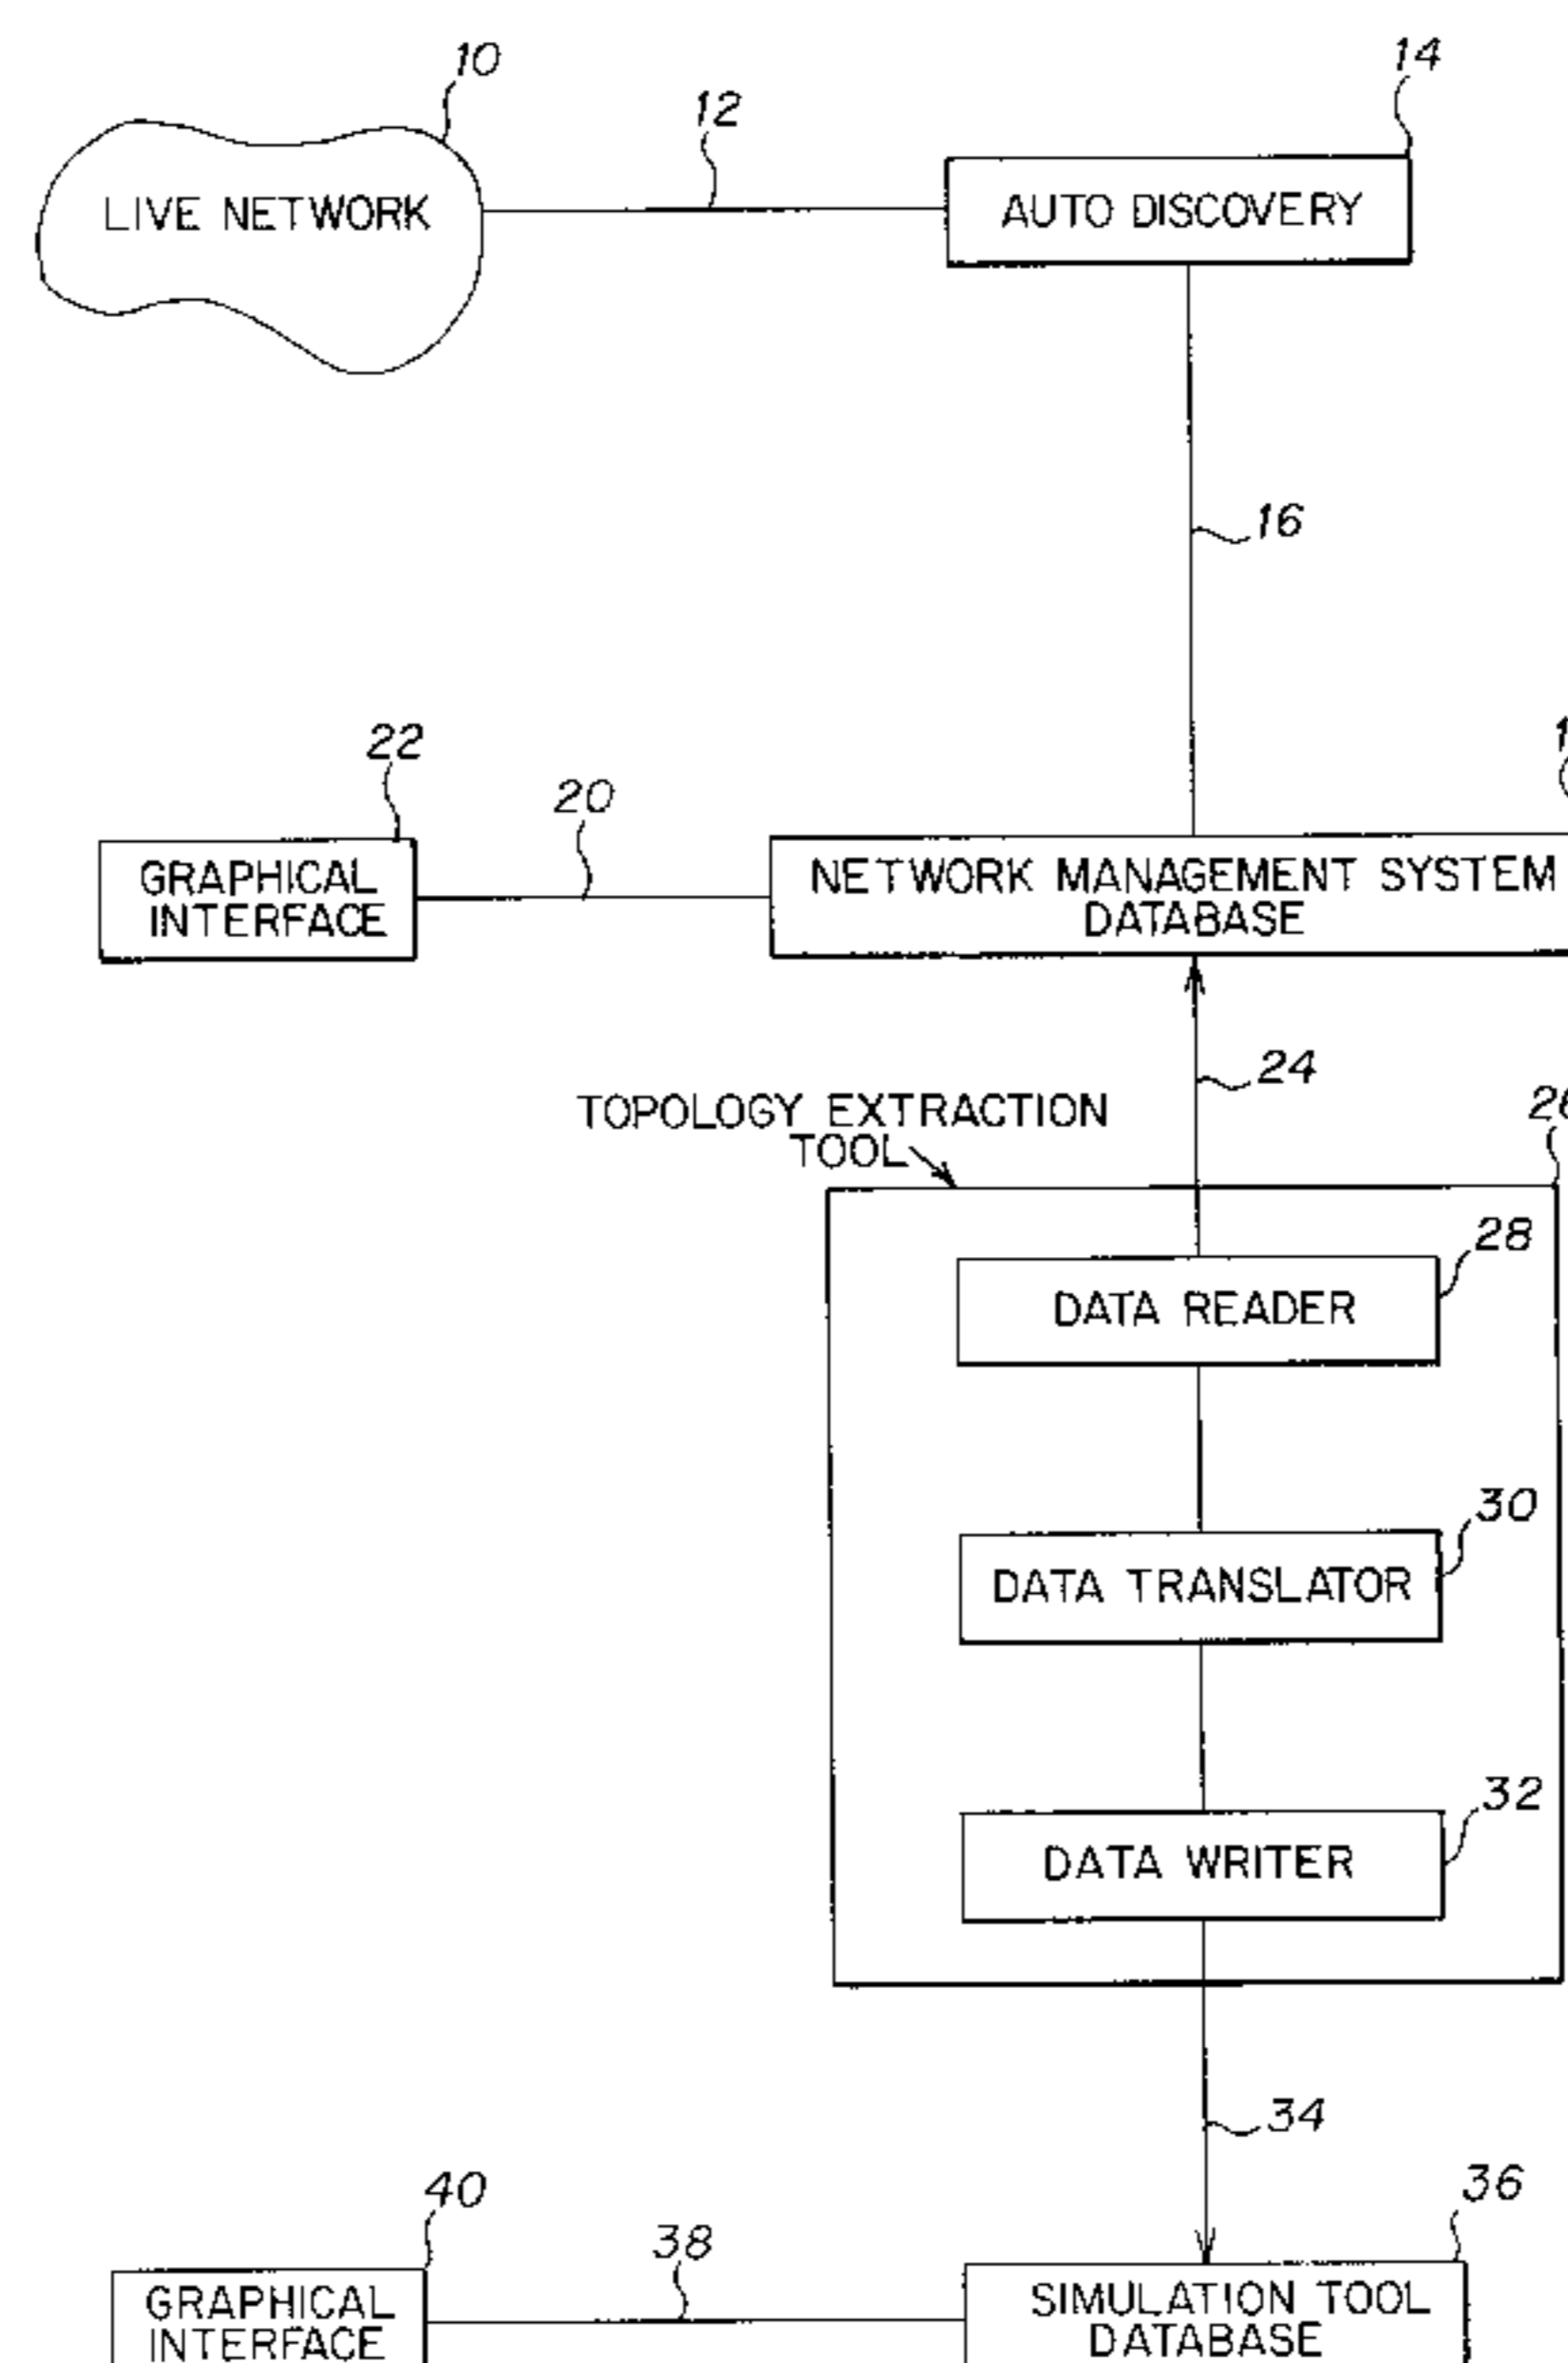 10
12
14
LIVE NETWORK
AUTO DISCOVERY
16
22
20
GRAPHICAL
INTERFACE
NETWORK MANAGEMENT SYSTEM
DATABASE
24
TOPOLOGY EXTRACTION
TOOL
28
DATA READER
30
DATA TRANSLATOR
32
DATA WRITER
34
40
38
36
GRAPHICAL
INTERFACE
SIMULATION TOOL
DATABASE